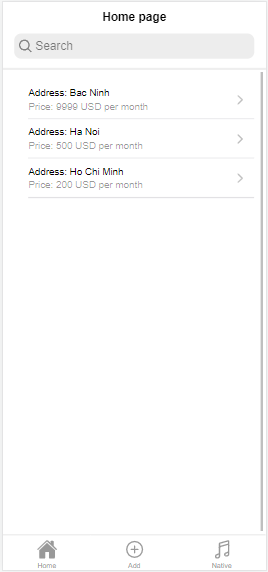 Home page
Search
Address: Bac Ninh
Price: 9999 USD per month
Address: Ha Noi
Price: 500 USD per month
Address: Ho Chi Minh
Price: 200 USD per month
Home Add Native